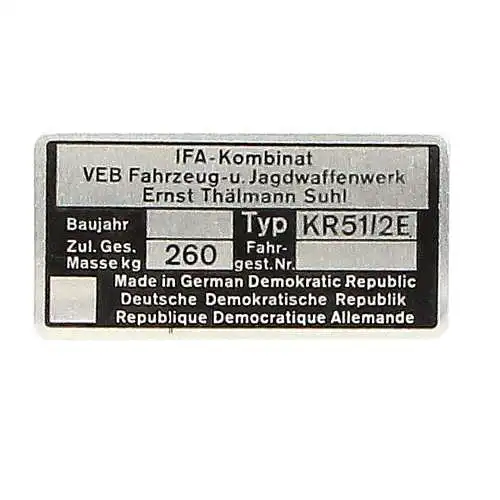 IFA-Kombinat
VEB Fahrzeug-u. Jagdwaffenwerk
Ernst Thälmann Suhl
Baujahr Typ KR51/2E
Zul. Ges. Masse kg 260 Fahr-gest.Nr.
Made in German Demokratic Republic
Deutsche Demokratische Republik
Republique Democratique Allemande